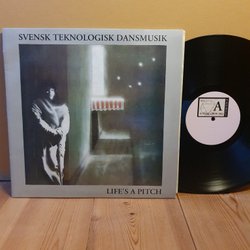 SVENSK TEKNOLOGISK DANSMUSIK
LIFE'S A PITCH
A